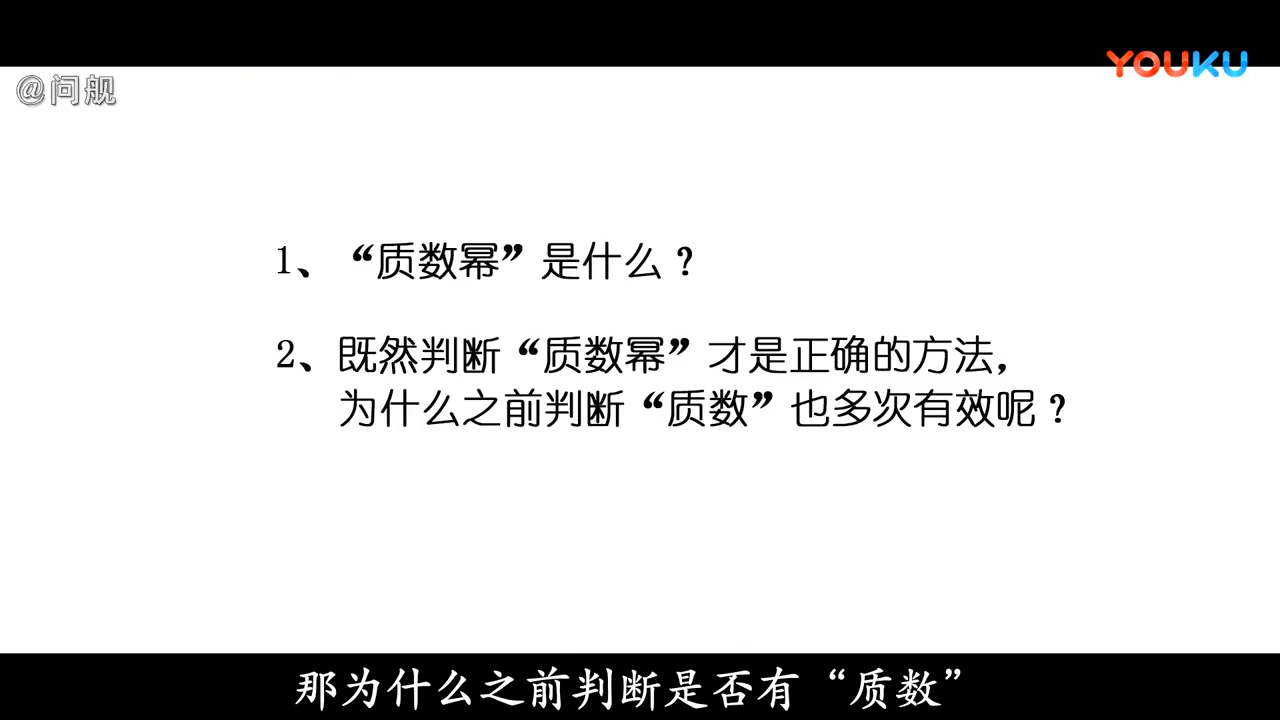 YOUKU
@问舰
1、“质数幂”是什么？
2、既然判断“质数幂”才是正确的方法，
为什么之前判断“质数”也多次有效呢？
那为什么之前判断是否有“质数”